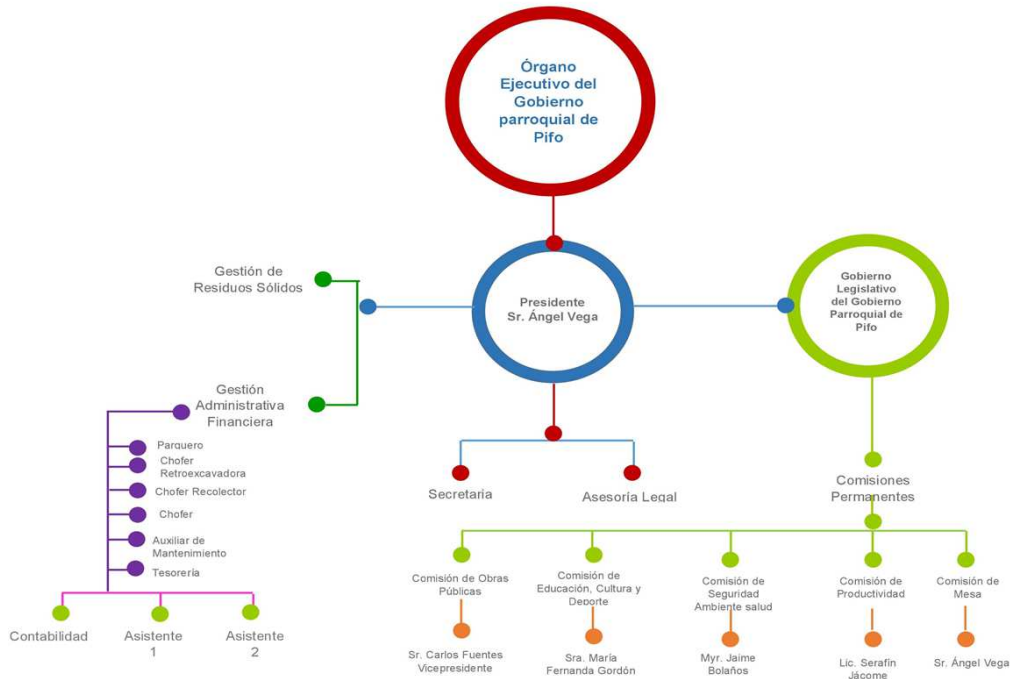 Órgano
Ejecutivo del
Gobierno
parroquial de
Pifo
Gestión de
Residuos Sólidos
Presidente
Sr. Ángel Vega
Gobierno
Legislativo
del Gobierno
Parroquial de
Pifo
Gestión
Administrativa
Financiera
Parquero
Chofer
Retroexcavadora
Chofer Recolector
Chofer
Auxiliar de
Mantenimiento
Tesorería
Contabilidad
Asistente
1
Asistente
2
Secretaria
Asesoría Legal
Comisiones
Permanentes
Comisión de Obras
Públicas
Comisión de
Educación, Cultura y
Deporte
Comisión de
Seguridad
Ambiente salud
Comisión de
Productividad
Comisión de
Mesa
Sr. Carlos Fuentes
Vicepresidente
Sra. María
Fernanda Gordón
Myr. Jaime
Bolaños
Lic. Serafín
Jácome
Sr. Ángel Vega